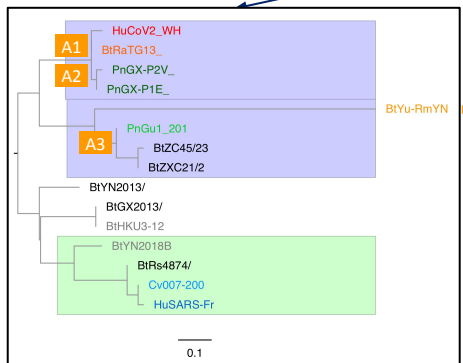 A1
HuCoV2_WH
BtRaTG13_
A2
PnGX-P2V_
PnGX-P1E_
BtYu-RmYN
PnGu1_201
A3
BtZC45/23
BtZXC21/2
BtYN2013/
BtGX2013/
BtHKU3-12
BtYN2018B
BtRs4874/
Cv007-200
HuSARS-Fr
0.1